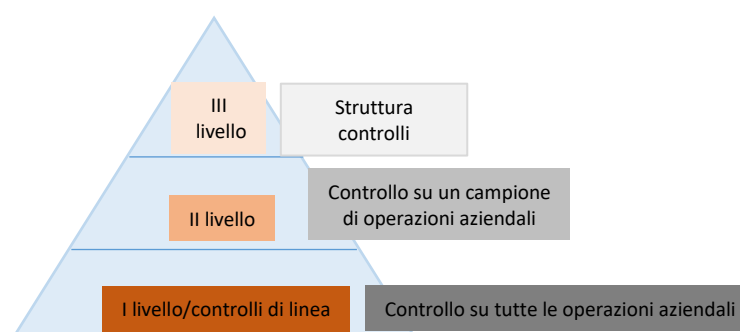 III
livello
Struttura
controlli
II livello
Controllo su un campione
di operazioni aziendali
I livello/controlli di linea
Controllo su tutte le operazioni aziendali